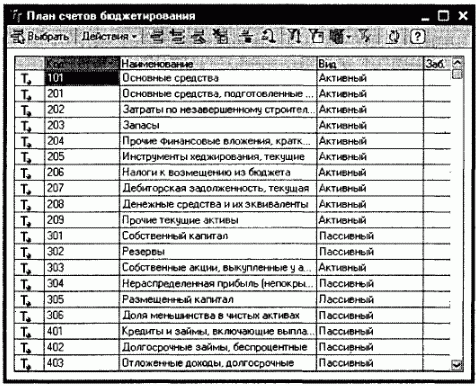 План счетов бюджетирования
Выбрать Действия
Код Наименование Вид Заб.
101 Основные средства Активный
201 Основные средства, подготовленные ... Активный
202 Затраты по незавершенному строител... Активный
203 Запасы Активный
204 Прочие финансовые вложения, кратк... Активный
205 Инструменты хеджирования, текущие Активный
206 Налоги к возмещению из бюджета Активный
207 Дебиторская задолженность, текущая Активный
208 Денежные средства и их эквиваленты Активный
209 Прочие текущие активы Активный
301 Собственный капитал Пассивный
302 Резервы Пассивный
303 Собственные акции, выкупленные у а... Активный
304 Нераспределенная прибыль (непокры... Пассивный
305 Размещенный капитал Пассивный
306 Доля меньшинства в чистых активах Пассивный
401 Кредиты и займы, включающие выпла... Пассивный
402 Долгосрочные займы, беспроцентные Пассивный
403 Отложенные доходы, долгосрочные Пассивный